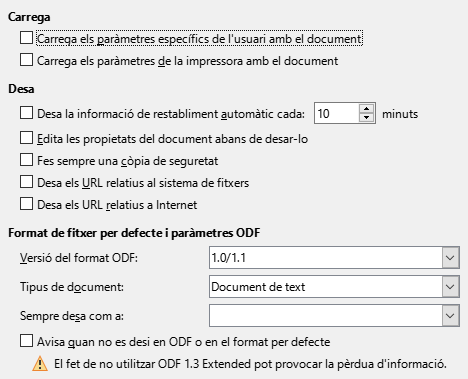 Carrega
Carrega els paràmetres específics de l'usuari amb el document
Carrega els paràmetres de la impressora amb el document
Desa
Desa la informació de restabliment automàtic cada: 10 minuts
Edita les propietats del document abans de desar-lo
Fes sempre una còpia de seguretat
Desa els URL relatius al sistema de fitxers
Desa els URL relatius a Internet
Format de fitxer per defecte i paràmetres ODF
Versió del format ODF: 1.0/1.1
Tipus de document: Document de text
Sempre desa com a:
Avisa quan no es desi en ODF o en el format per defecte
El fet de no utilitzar ODF 1.3 Extended pot provocar la pèrdua d'informació.